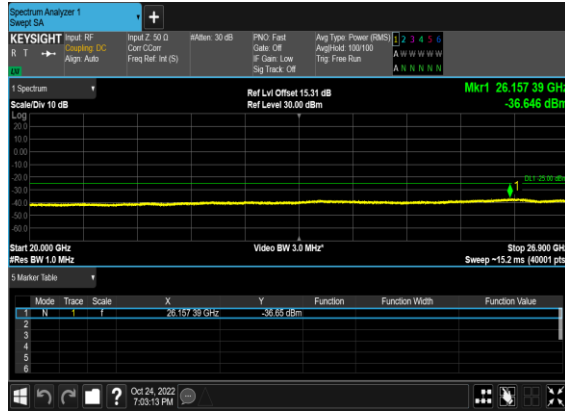 Spectrum Analyzer 1
Swept SA
+
KEYSIGHT Input: RF Input Z: 50 Ω #Atten: 30 dB PNO: Fast Avg Type: Power (RMS) 1 2 3 4 5 6
R T Coupling: DC Corr CCorr Gate: Off Avg|Hold: 100/100 A W W W W W
Align: Auto Freq Ref: Int (S) IF Gain: Low Trig: Free Run
Sig Track: Off A N N N N N
1 Spectrum Ref Lvl Offset 15.31 dB Mkr1 26.157 39 GHz
Scale/Div 10 dB Ref Level 30.00 dBm -36.646 dBm
Log
20.0
10.0
0.00
-10.0
-20.0
DL1 -25.00 dBm
1
-30.0
-40.0
-50.0
-60.0
Start 20.000 GHz Video BW 3.0 MHz* Stop 26.900 GHz
#Res BW 1.0 MHz Sweep ~15.2 ms (40001 pts)
5 Marker Table
Mode Trace Scale X Y Function Function Width Function Value
1 N 1 f 26.157 39 GHz -36.65 dBm
2
3
4
5
6
? Oct 24, 2022
7:03:13 PM